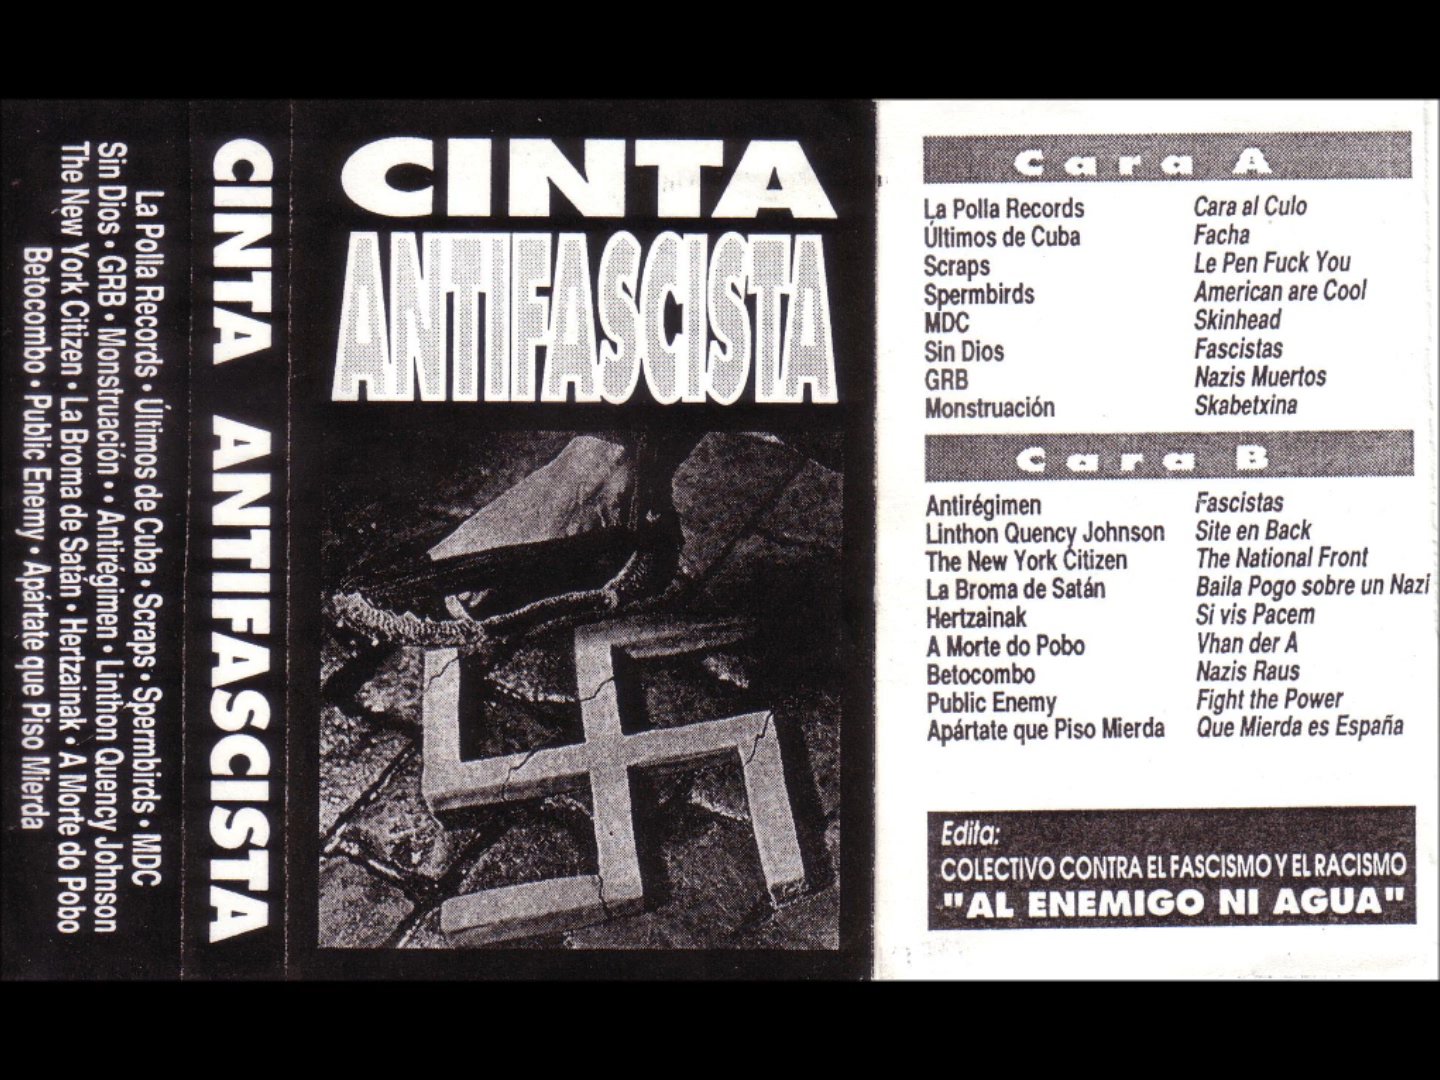 La Polla Records • Últimos de Cuba • Scraps • Spermbirds • MDC
Sin Dios • GRB • Monstruación • • Antirégimen • Linthon Quency Johnson
The New York Citizen • La Broma de Satán • Hertzainak • A Morte do Pobo
Betocombo • Public Enemy • Apártate que Piso Mierda
CINTA ANTIFASCISTA
CINTA
ANTIFASCISTA
Cara A
La Polla Records Cara al Culo
Últimos de Cuba Facha
Scraps Le Pen Fuck You
Spermbirds American are Cool
MDC Skinhead
Sin Dios Fascistas
GRB Nazis Muertos
Monstruación Skabetxina
Cara B
Antirégimen Fascistas
Linthon Quency Johnson Site en Back
The New York Citizen The National Front
La Broma de Satán Baila Pogo sobre un Nazi
Hertzainak Si vis Pacem
A Morte do Pobo Vhan der A
Betocombo Nazis Raus
Public Enemy Fight the Power
Apártate que Piso Mierda Que Mierda es España
Edita:
COLECTIVO CONTRA EL FASCISMO Y EL RACISMO
"AL ENEMIGO NI AGUA"